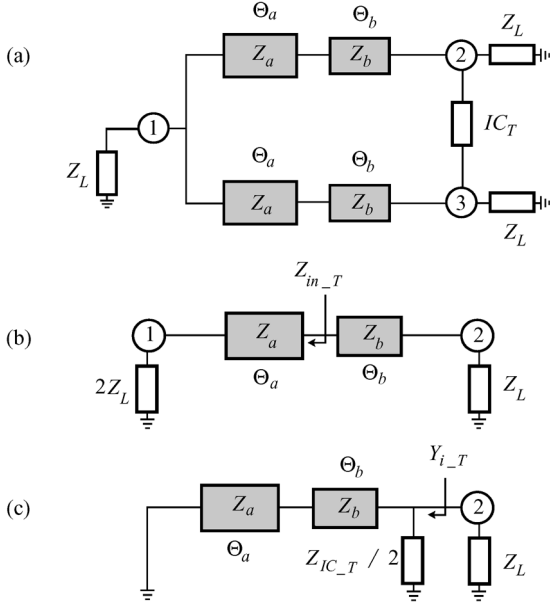 (a)
Θa Θb
Za Zb
2
ZL
1
ZL
ICT
Θa Θb
Za Zb
3
ZL
Zin_T
(b)
1
Za Zb
2
Θa Θb
2ZL
ZL
Θb
Yi_T
(c)
Za Zb
2
Θa
ZIC_T / 2
ZL